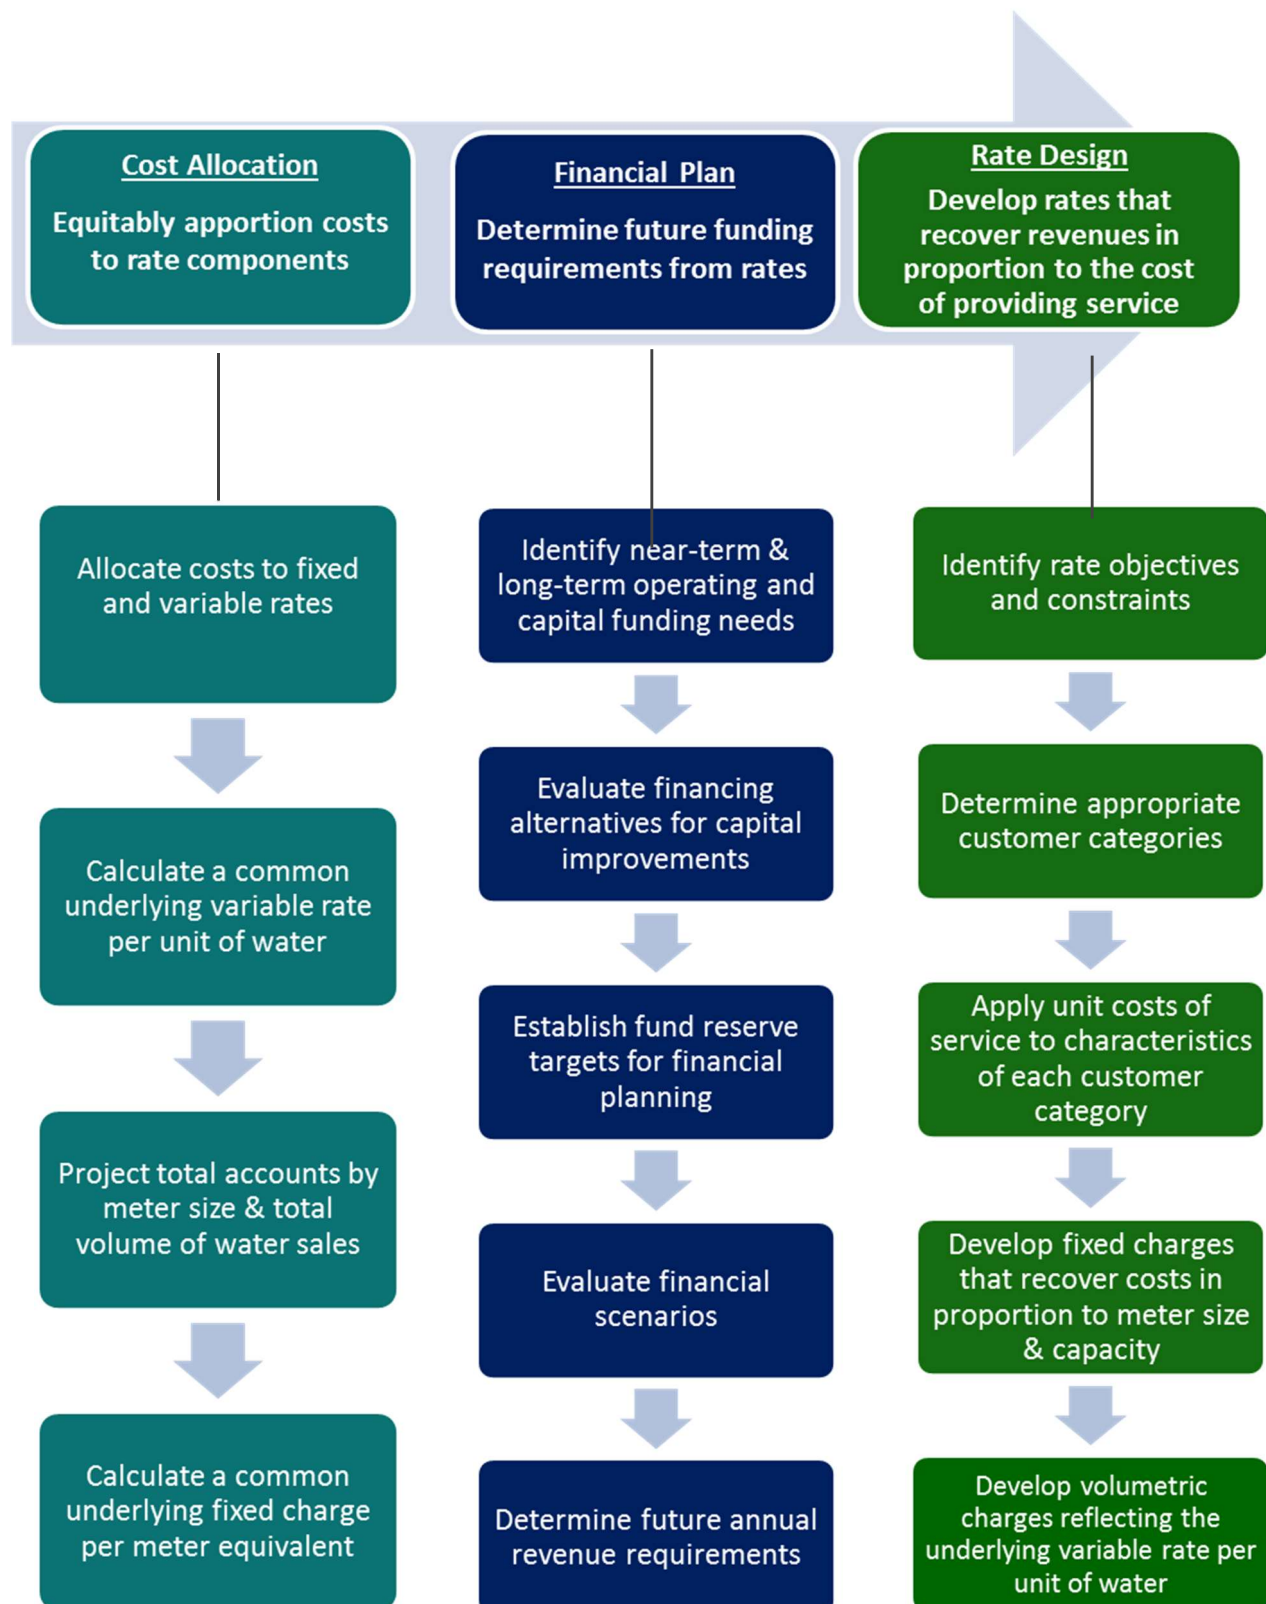 Cost Allocation
Equitably apportion costs
to rate components
Financial Plan
Determine future funding
requirements from rates
Rate Design
Develop rates that
recover revenues in
proportion to the cost
of providing service
Allocate costs to fixed
and variable rates
Calculate a common
underlying variable rate
per unit of water
Project total accounts by
meter size & total
volume of water sales
Calculate a common
underlying fixed charge
per meter equivalent
Identify near-term &
long-term operating and
capital funding needs
Evaluate financing
alternatives for capital
improvements
Establish fund reserve
targets for financial
planning
Evaluate financial
scenarios
Determine future annual
revenue requirements
Identify rate objectives
and constraints
Determine appropriate
customer categories
Apply unit costs of
service to characteristics
of each customer
category
Develop fixed charges
that recover costs in
proportion to meter size
& capacity
Develop volumetric
charges reflecting the
underlying variable rate per
unit of water